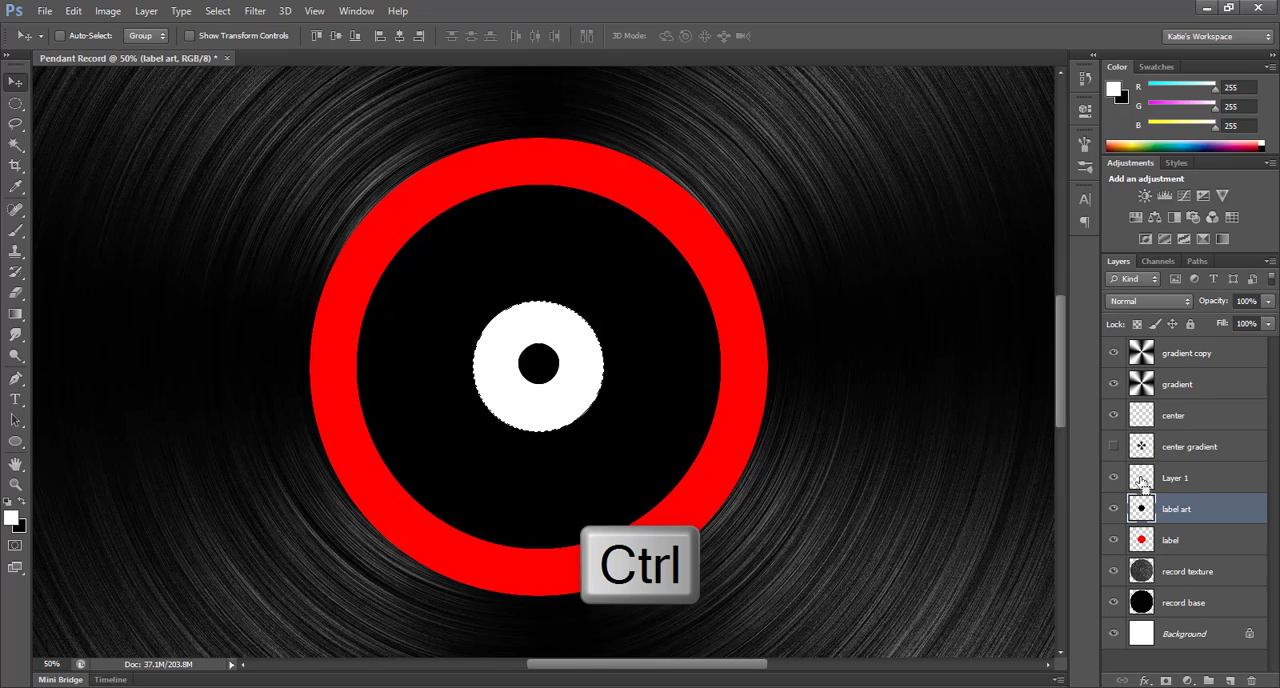 Ps File Edit Image Layer Type Select Filter 3D View Window Help
Auto-Select: Group Show Transform Controls 3D Mode: Katie's Workspace
Pendant Record @ 50% (label art, RGB/8) * ×
Color Swatches
R 255
G 255
B 255
Adjustments Styles
Add an adjustment
Layers Channels Paths
Kind
Normal Opacity: 100%
Lock: Fill: 100%
gradient copy
gradient
center
center gradient
Layer 1
label art
label
record texture
record base
Background
Ctrl
50% Doc: 37.1M/203.8M
Mini Bridge Timeline